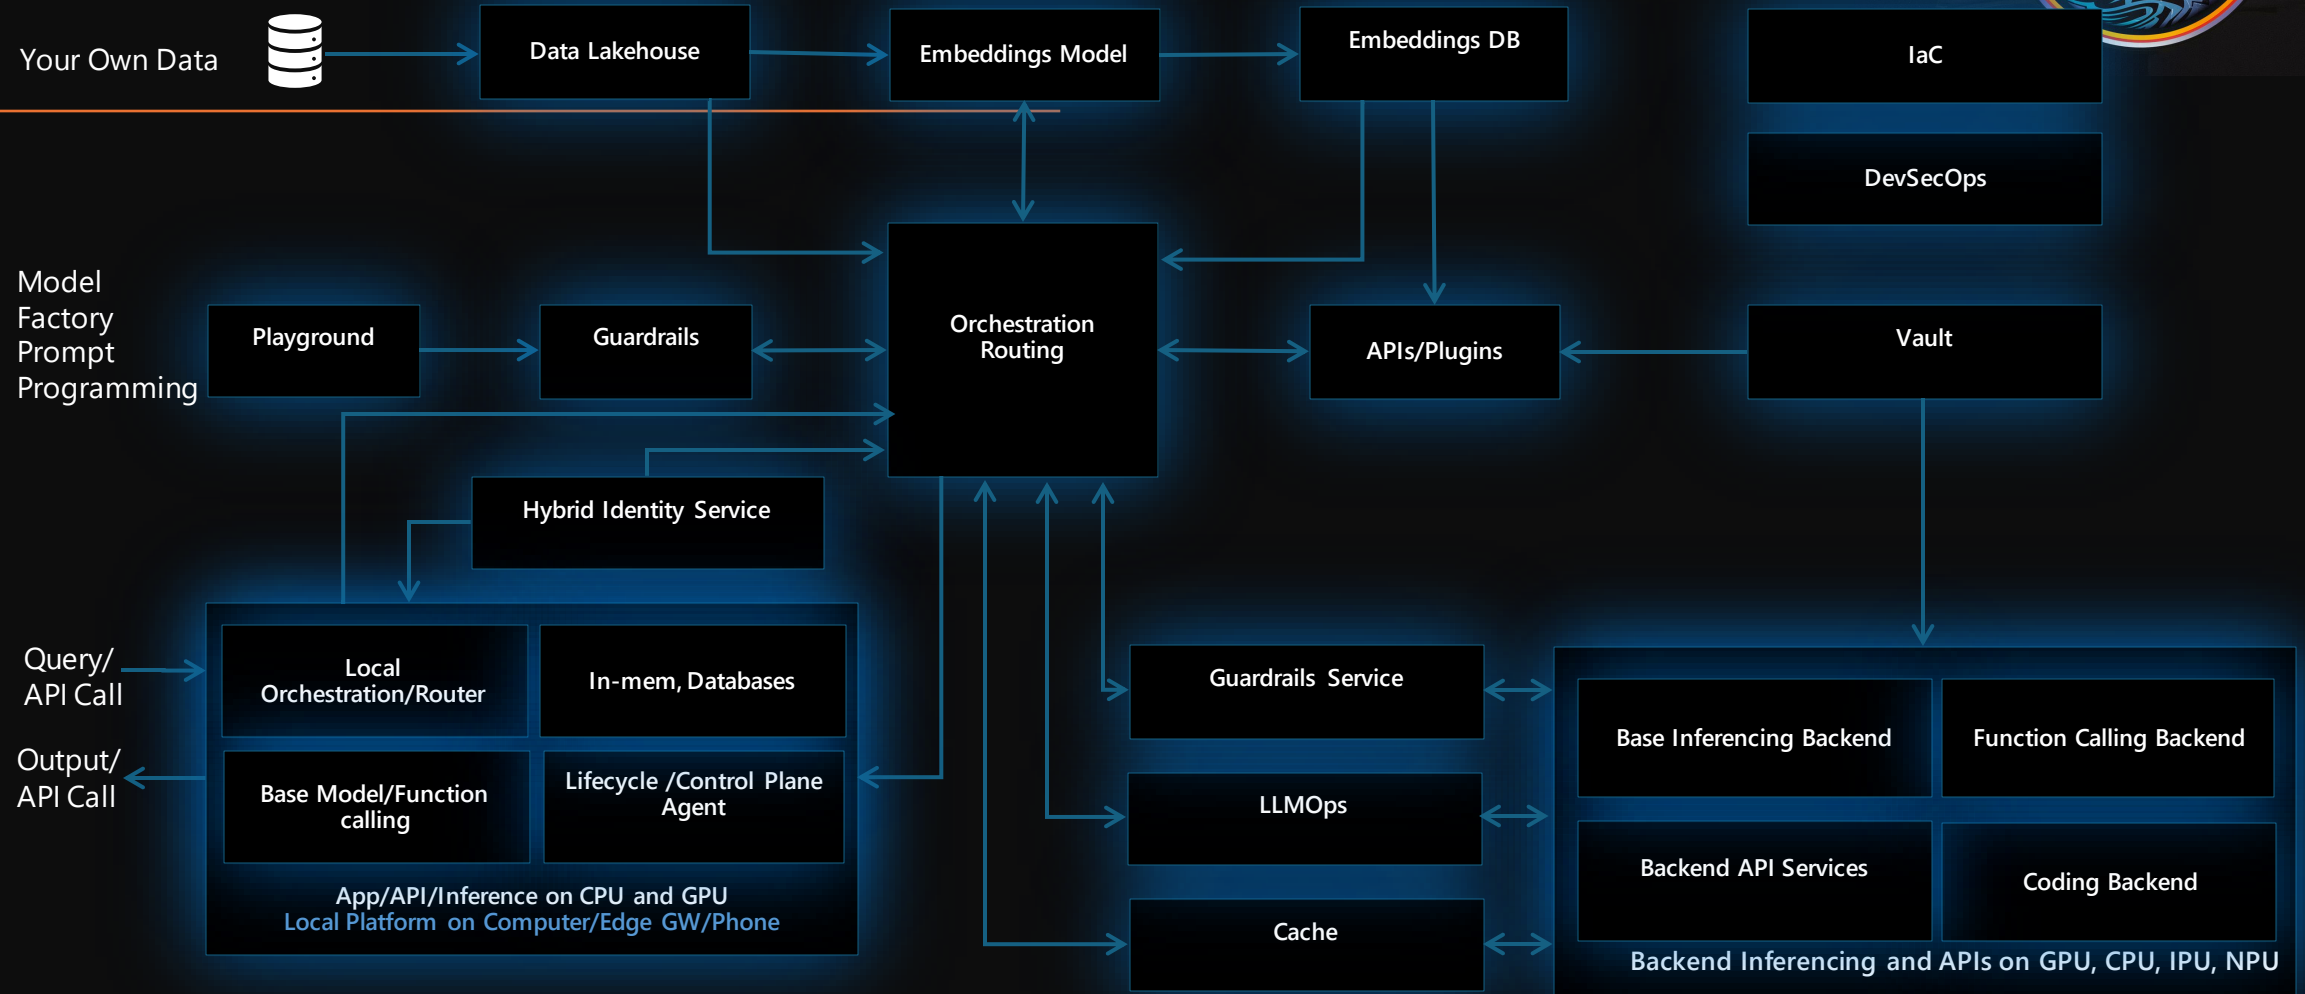 Your Own Data
Data Lakehouse
Embeddings Model
Embeddings DB
IaC
DevSecOps
Model
Factory
Prompt
Programming
Playground
Guardrails
Orchestration
Routing
APIs/Plugins
Vault
Hybrid Identity Service
Query/
API Call
Output/
API Call
Local
Orchestration/Router
In-mem, Databases
Base Model/Function
calling
Lifecycle /Control Plane
Agent
App/API/Inference on CPU and GPU
Local Platform on Computer/Edge GW/Phone
Guardrails Service
LLMOps
Cache
Base Inferencing Backend
Function Calling Backend
Backend API Services
Coding Backend
Backend Inferencing and APIs on GPU, CPU, IPU, NPU